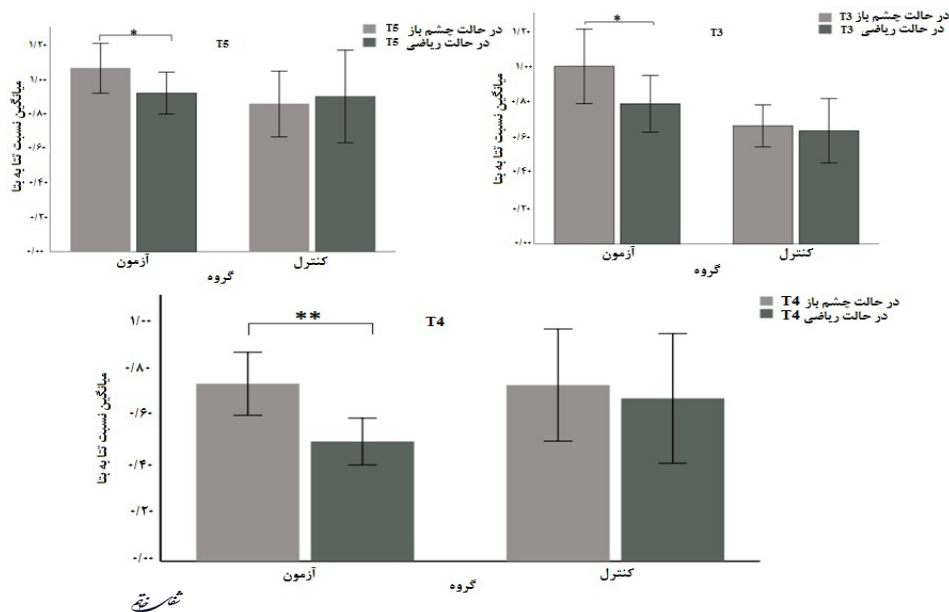 T5
در حالت چشم باز T5
در حالت ریاضی T5
*
میانگین نسبت تتا به بتا
۱/۲۰
۱/۰۰
۰/۸۰
۰/۶۰
۰/۴۰
۰/۲۰
۰/۰۰
آزمون
کنترل
گروه
T3
در حالت چشم باز T3
در حالت ریاضی T3
*
میانگین نسبت تتا به بتا
۱/۲۰
۱/۰۰
۰/۸۰
۰/۶۰
۰/۴۰
۰/۲۰
۰/۰۰
آزمون
کنترل
گروه
T4
در حالت چشم باز T4
در حالت ریاضی T4
**
میانگین نسبت تتا به بتا
۱/۰۰
۰/۸۰
۰/۶۰
۰/۴۰
۰/۲۰
۰/۰۰
آزمون
کنترل
گروه
شفای خاتم